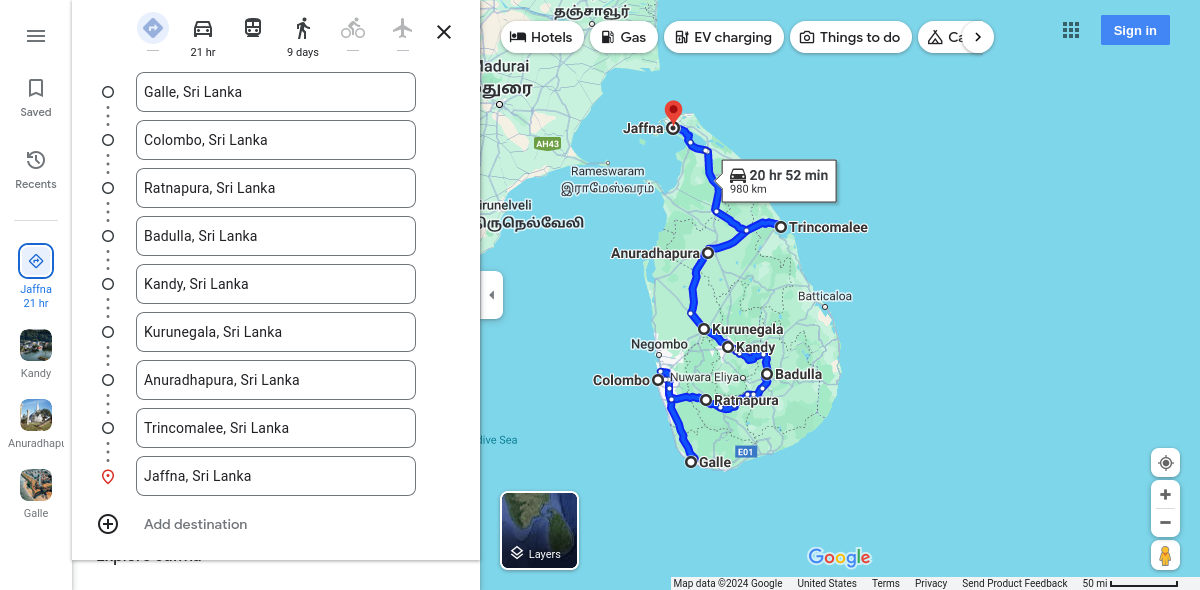 Saved
Recents
Jaffna
21 hr
Kandy
Anuradhapu
Galle
21 hr
9 days
Galle, Sri Lanka
Colombo, Sri Lanka
Ratnapura, Sri Lanka
Badulla, Sri Lanka
Kandy, Sri Lanka
Kurunegala, Sri Lanka
Anuradhapura, Sri Lanka
Trincomalee, Sri Lanka
Jaffna, Sri Lanka
Add destination
Hotels
Gas
EV charging
Things to do
Ca
Sign in
தஞ்சாவூர்
Madurai
துரை
AH43
Jaffna
Rameswaram
இராமேஸ்வரம்
20 hr 52 min
980 km
irunelveli
ருநெல்வேலி
Trincomalee
Anuradhapura
Batticaloa
Kurunegala
Negombo
Kandy
Colombo
Nuwara Eliya
Badulla
Ratnapura
dive Sea
E01
Galle
Layers
Google
Map data ©2024 Google
United States
Terms
Privacy
Send Product Feedback
50 mi